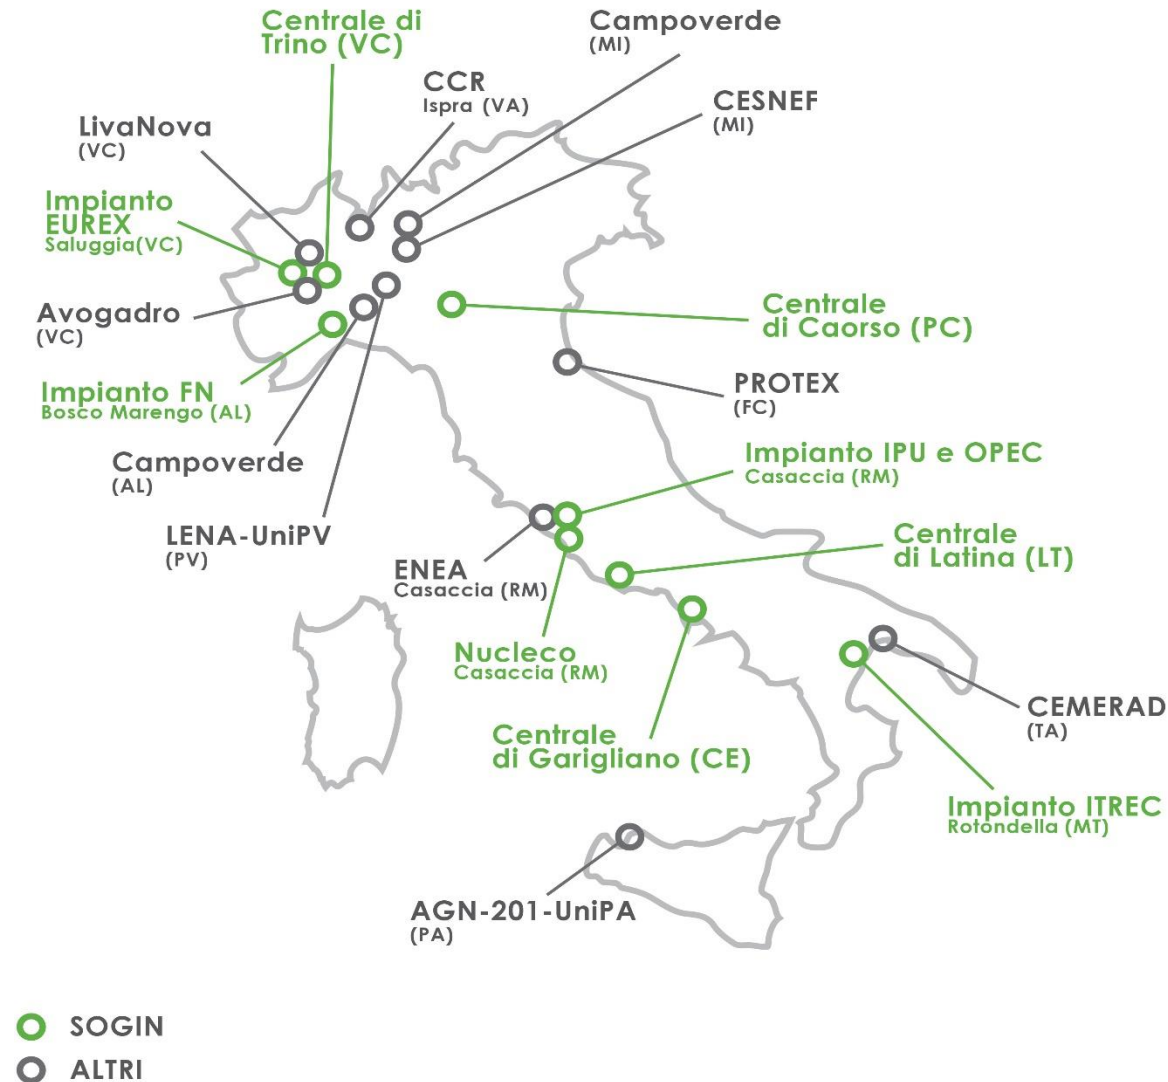 Centrale di
Trino (VC)
Campoverde
(MI)
CCR
Ispra (VA)
CESNEF
(MI)
LivaNova
(VC)
Impianto
EUREX
Saluggia(VC)
Avogadro
(VC)
Centrale
di Caorso (PC)
Impianto FN
Bosco Marengo (AL)
PROTEX
(FC)
Campoverde
(AL)
Impianto IPU e OPEC
Casaccia (RM)
LENA-UniPV
(PV)
ENEA
Casaccia (RM)
Centrale
di Latina (LT)
Nucleco
Casaccia (RM)
CEMERAD
(TA)
Centrale
di Garigliano (CE)
Impianto ITREC
Rotondella (MT)
AGN-201-UniPA
(PA)
SOGIN
ALTRI